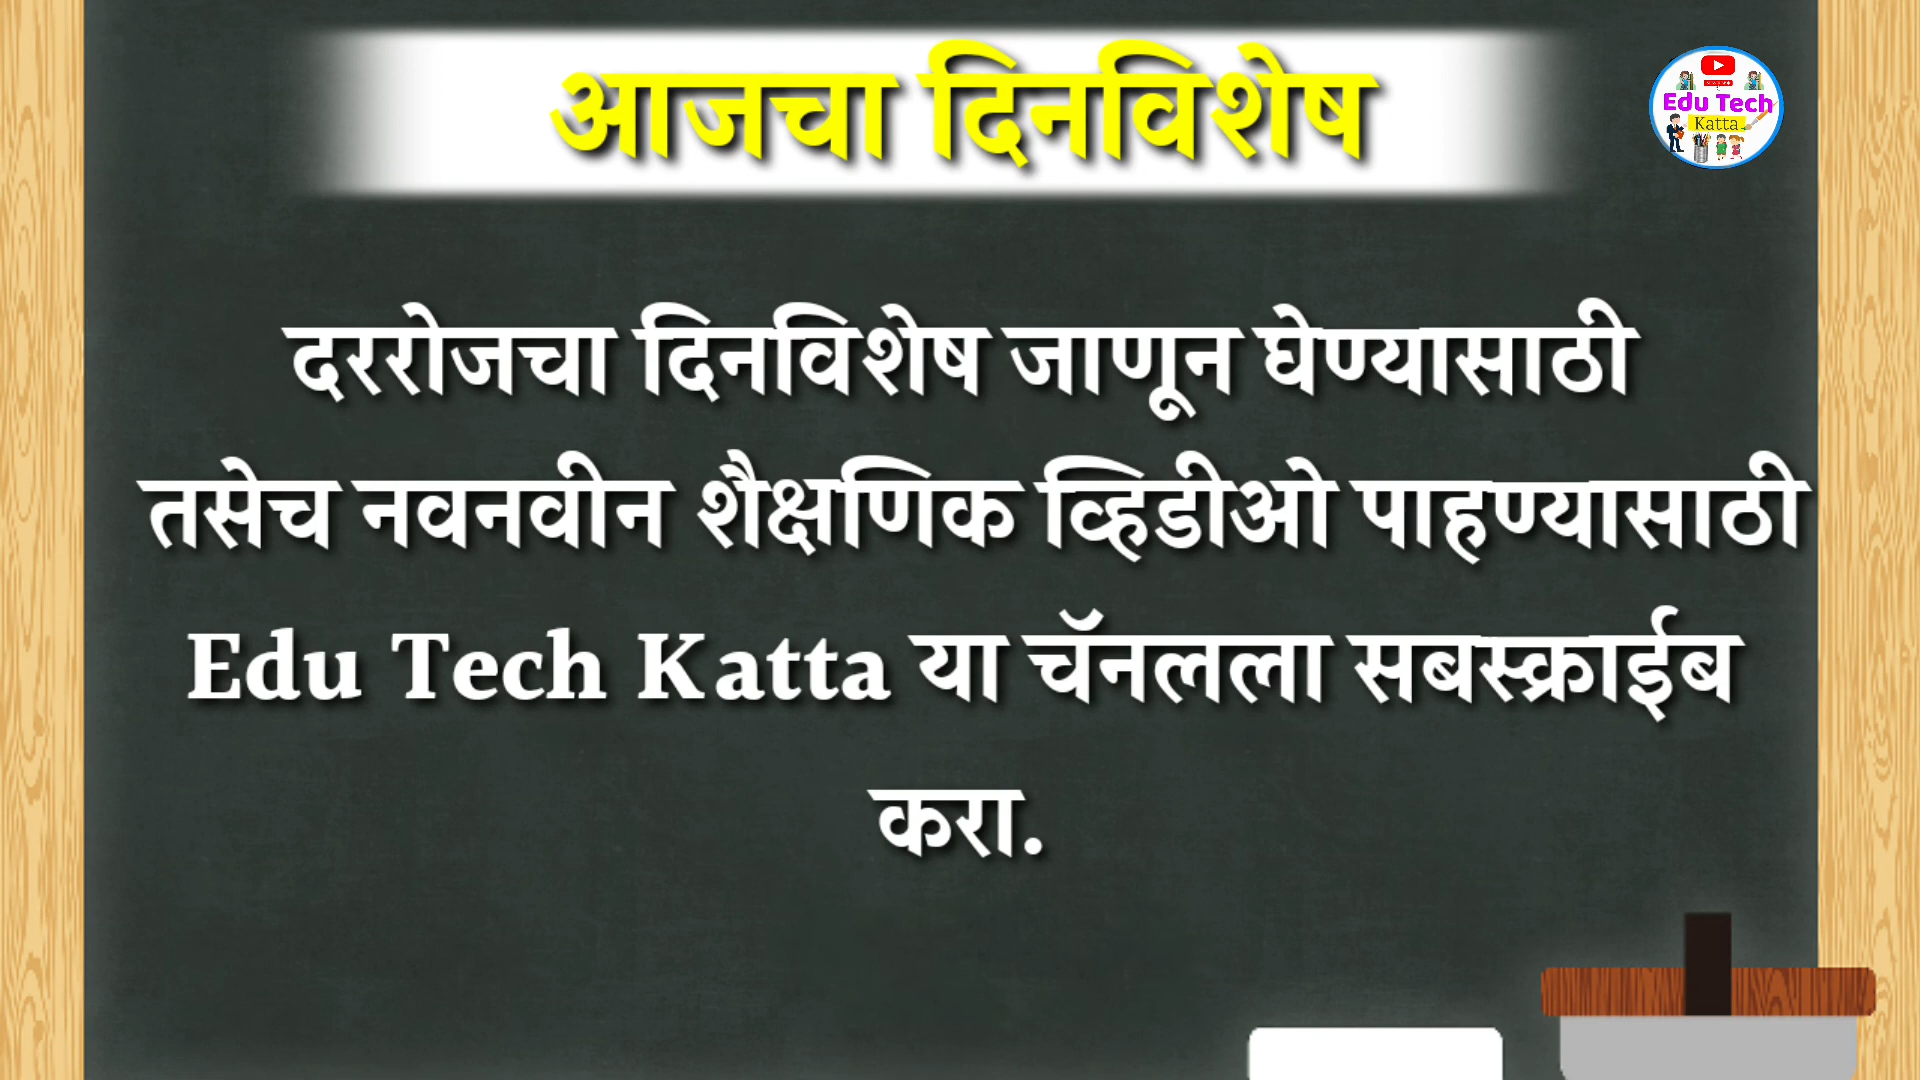 आजचा दिनविशेष
Edu Tech
Katta
दररोजचा दिनविशेष जाणून घेण्यासाठी
तसेच नवनवीन शैक्षणिक व्हिडीओ पाहण्यासाठी
Edu Tech Katta या चॅनलला सबस्क्राईब
करा.